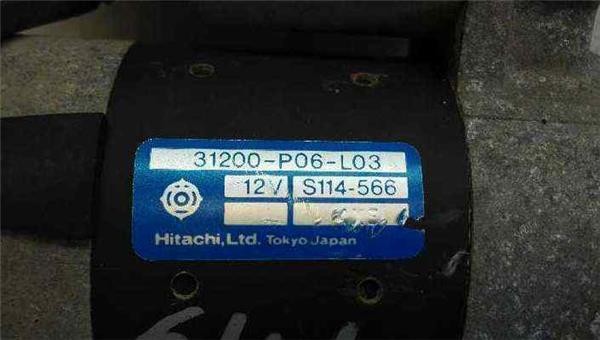 31200-P06-L03
12V S114-566
Hitachi, Ltd. Tokyo Japan